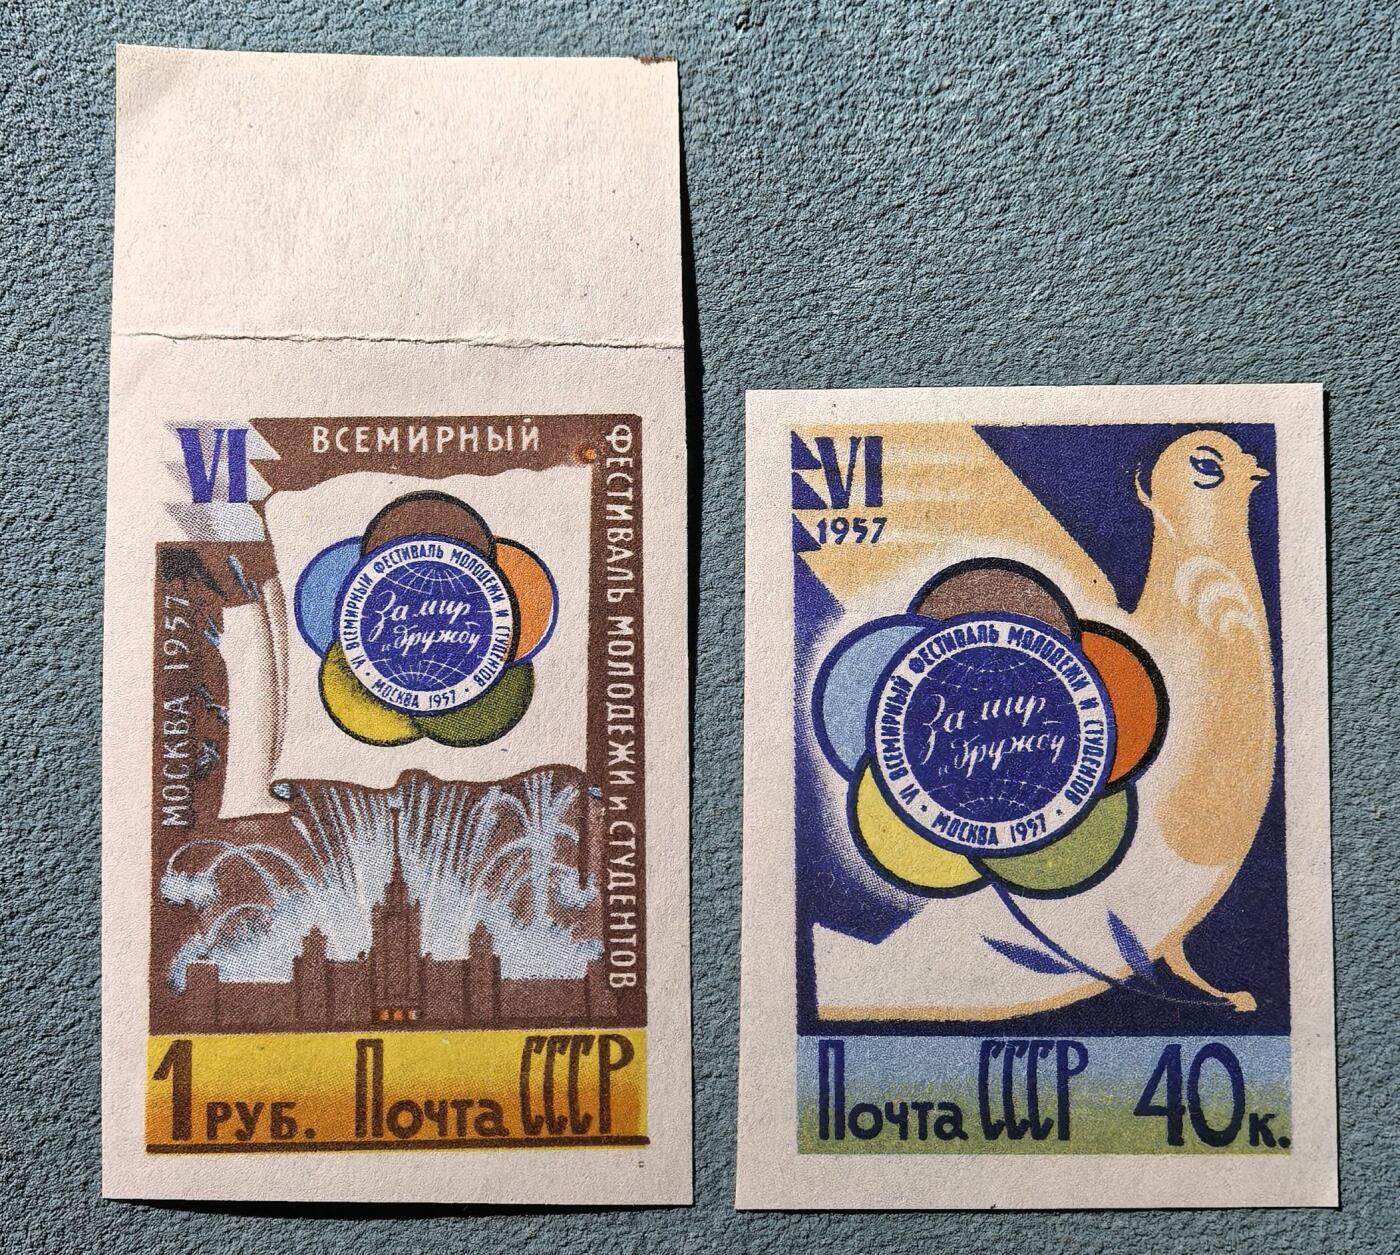 VI
ВСЕМИРНЫЙ
ФЕСТИВАЛЬ МОЛОДЕЖИ и СТУДЕНТОВ
МОСКВА 1957
VI ВСЕМИРНЫЙ ФЕСТИВАЛЬ МОЛОДЕЖИ И СТУДЕНТОВ
За мир
и дружбу
• МОСКВА 1957 •
1 РУБ. Почта СССР
VI
1957
VI ВСЕМИРНЫЙ ФЕСТИВАЛЬ МОЛОДЕЖИ И СТУДЕНТОВ
За мир
и дружбу
• МОСКВА 1957 •
Почта СССР 40 к.